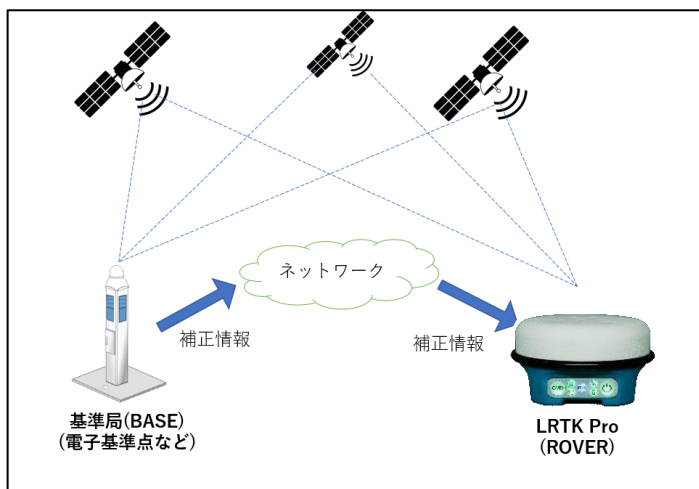 ネットワーク
補正情報
補正情報
基準局(BASE)
(電子基準点など)
LRTK Pro
(ROVER)